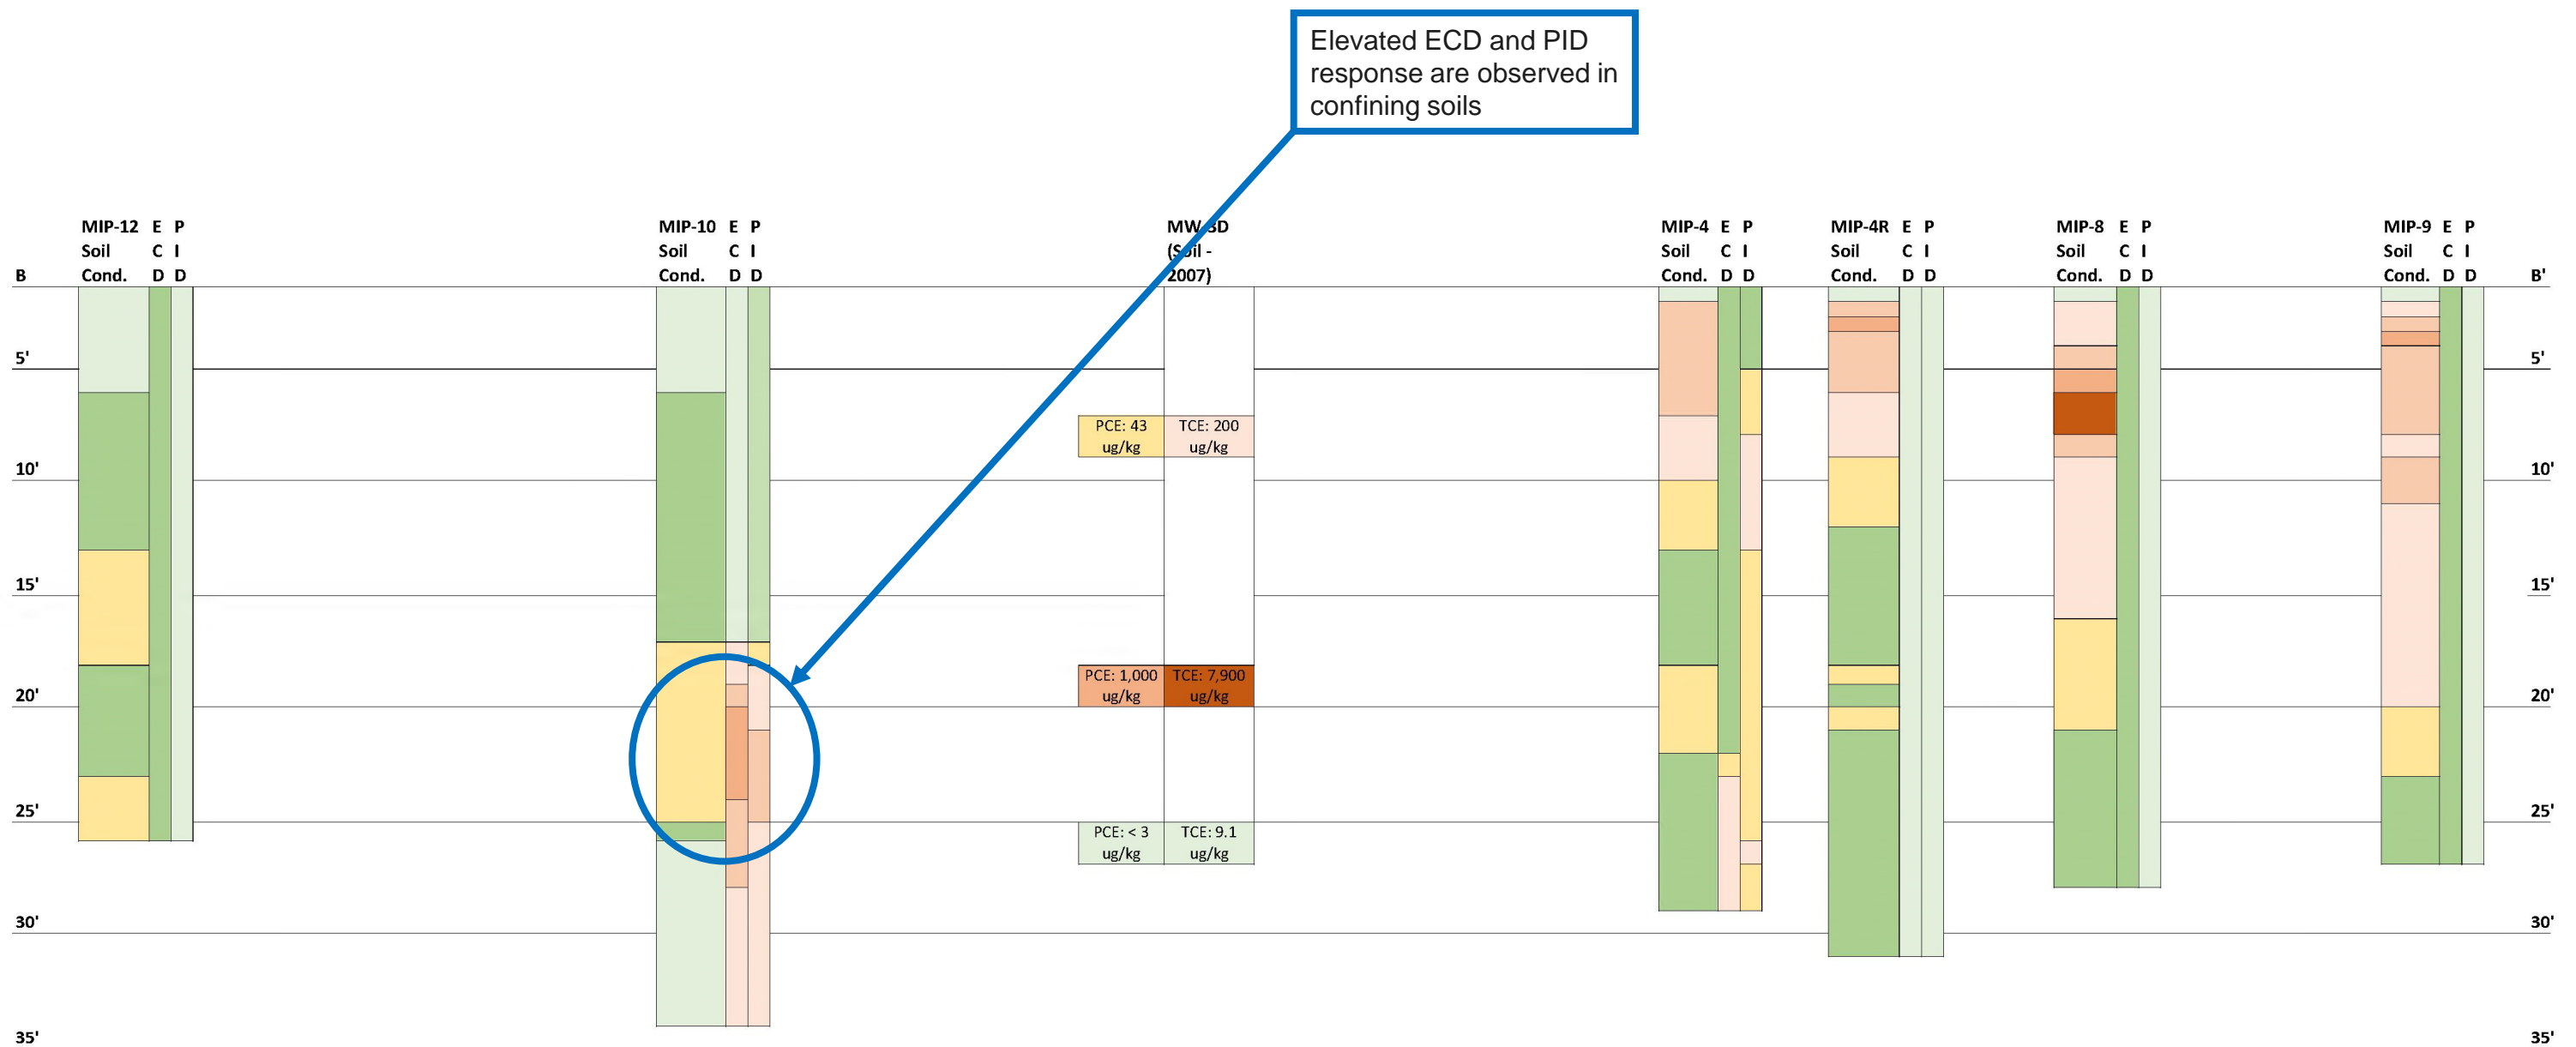 Elevated ECD and PID
response are observed in
confining soils
MIP-12 E P
Soil C I
B Cond. D D
MIP-10 E P
Soil C I
Cond. D D
MW-3D
(Soil -
2007)
MIP-4 E P
Soil C I
Cond. D D
MIP-4R E P
Soil C I
Cond. D D
MIP-8 E P
Soil C I
Cond. D D
MIP-9 E P
Soil C I
Cond. D D B'
5' 5'
PCE: 43 TCE: 200
ug/kg ug/kg
10' 10'
15' 15'
PCE: 1,000 TCE: 7,900
ug/kg ug/kg
20' 20'
25' 25'
PCE: < 3 TCE: 9.1
ug/kg ug/kg
30' 30'
35' 35'